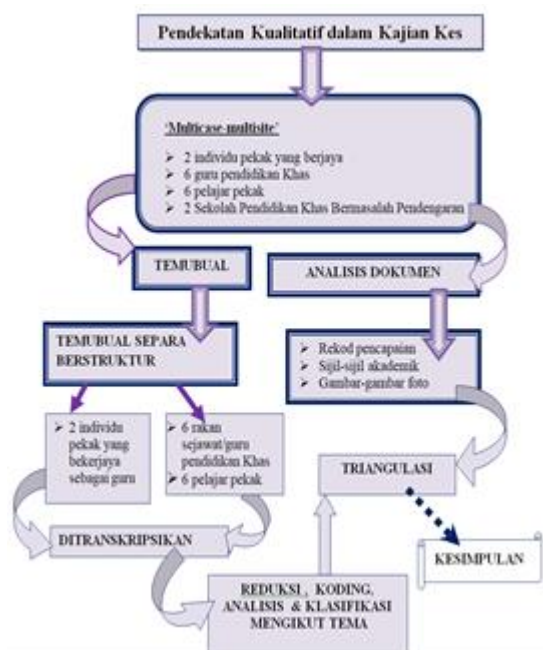 Pendekatan Kualitatif dalam Kajian Kes
'Multicase-multisite'
➢ 2 individu pekak yang berjaya
➢ 6 guru pendidikan Khas
➢ 6 pelajar pekak
➢ 2 Sekolah Pendidikan Khas Bermasalah Pendengaran
TEMUBUAL
ANALISIS DOKUMEN
TEMUBUAL SEPARA
BERSTRUKTUR
➢ Rekod pencapaian
➢ Sijil-sijil akademik
➢ Gambar-gambar foto
➢ 2 individu
pekak yang
bekerjaya
sebagai guru
➢ 6 rakan
sejawat/guru
pendidikan Khas
➢ 6 pelajar pekak
TRIANGULASI
DITRANSKRIPSIKAN
KESIMPULAN
REDUKSI , KODING,
ANALISIS & KLASIFIKASI
MENGIKUT TEMA